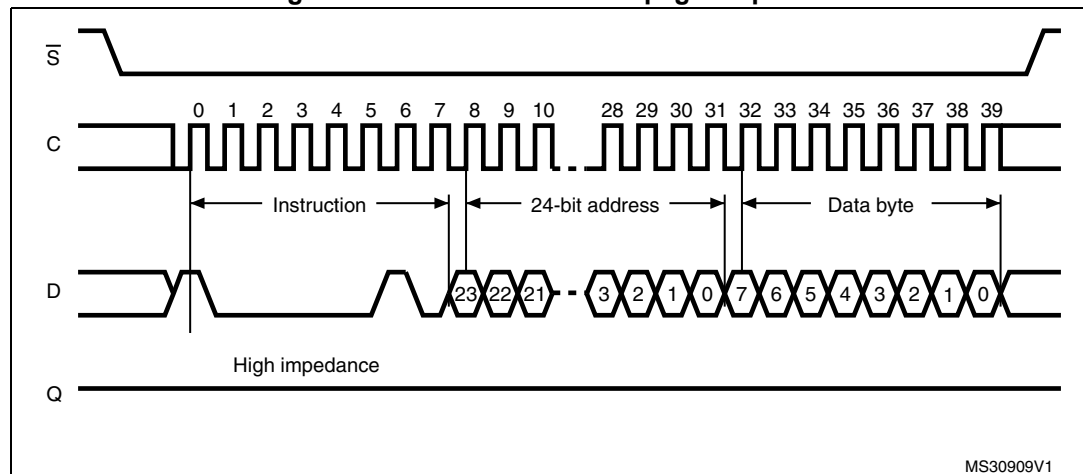 S
0 1 2 3 4 5 6 7 8 9 10 28 29 30 31 32 33 34 35 36 37 38 39
C
Instruction 24-bit address Data byte
D 23 22 21 3 2 1 0 7 6 5 4 3 2 1 0
High impedance
Q
MS30909V1